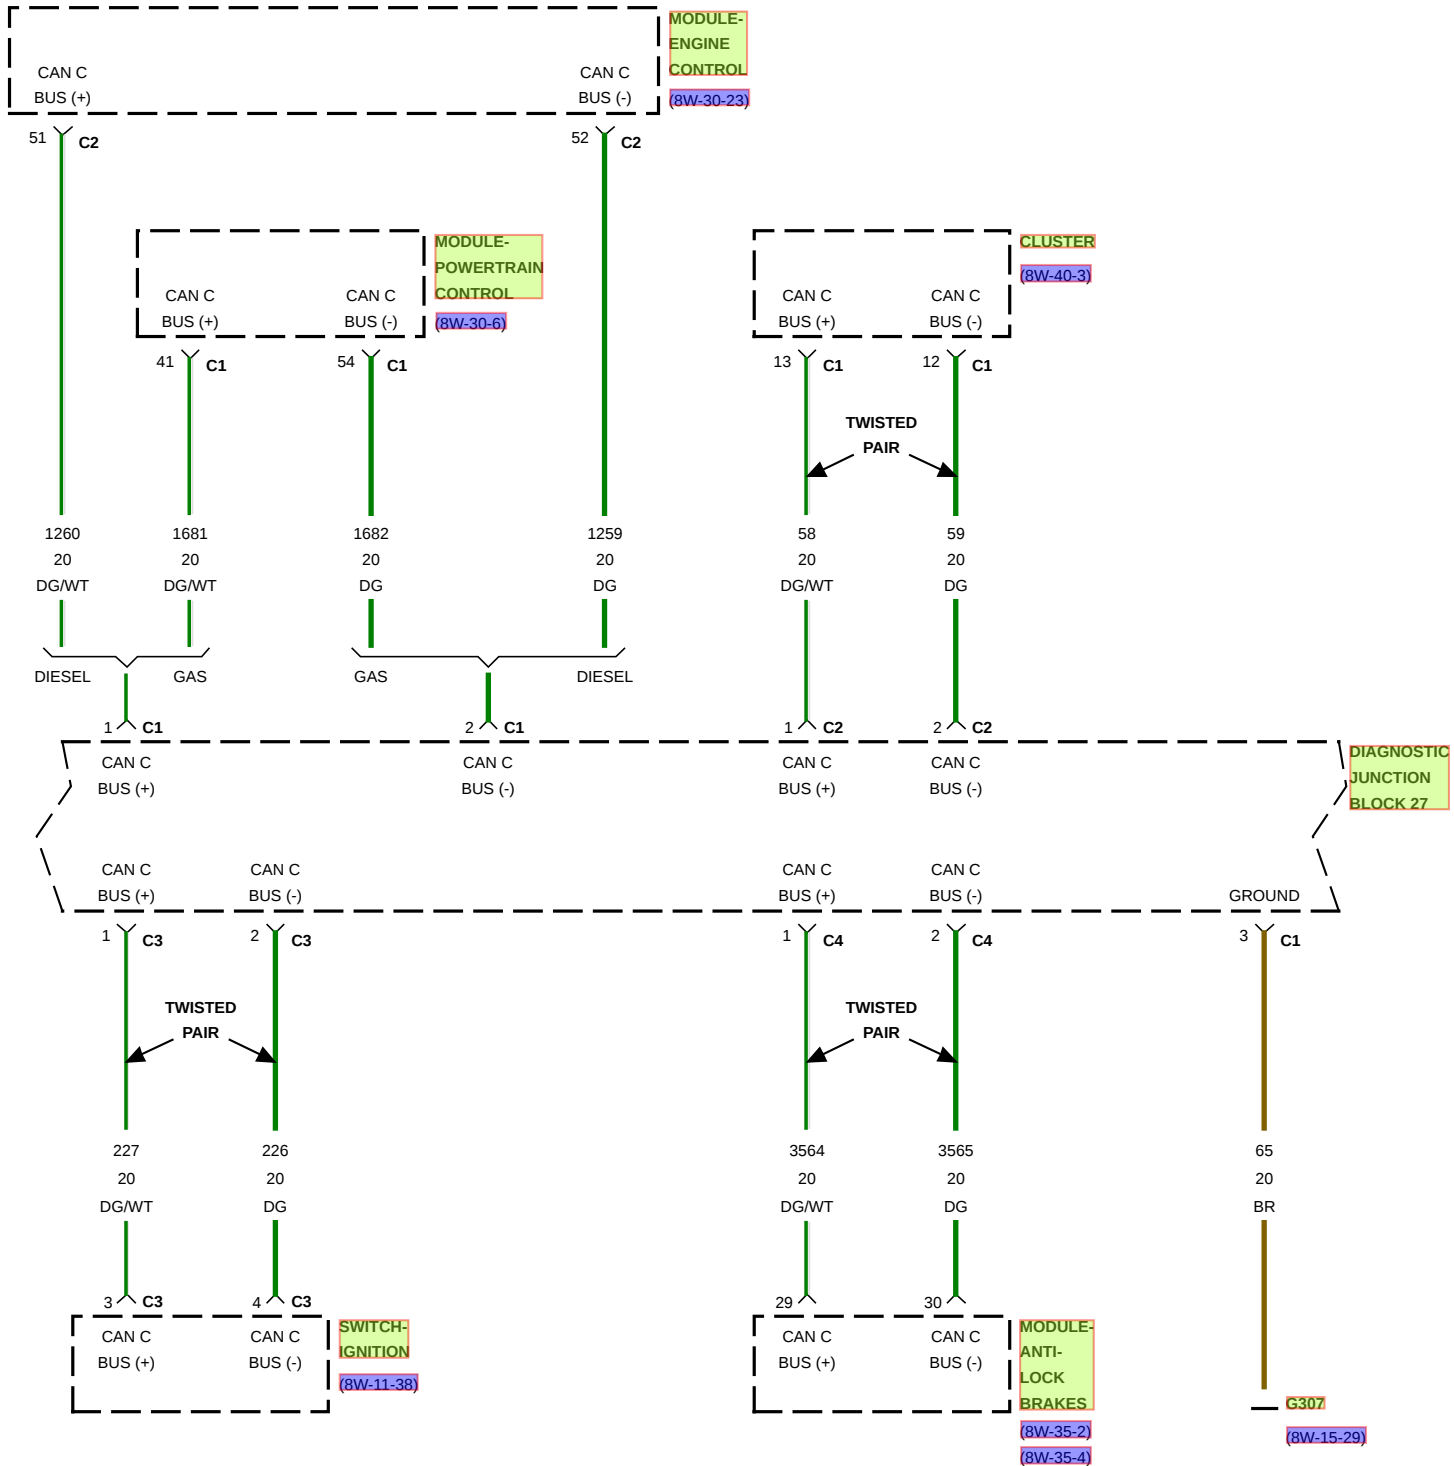 MODULE-
ENGINE
CONTROL
(8W-30-23)
CAN C
BUS (+)
CAN C
BUS (-)
51 C2
52 C2
MODULE-
POWERTRAIN
CONTROL
(8W-30-6)
CAN C
BUS (+)
CAN C
BUS (-)
41 C1
54 C1
CLUSTER
(8W-40-3)
CAN C
BUS (+)
CAN C
BUS (-)
13 C1
12 C1
TWISTED
PAIR
1260
20
DG/WT
1681
20
DG/WT
1682
20
DG
1259
20
DG
58
20
DG/WT
59
20
DG
DIESEL
GAS
GAS
DIESEL
1 C1
2 C1
1 C2
2 C2
CAN C
BUS (+)
CAN C
BUS (-)
CAN C
BUS (+)
CAN C
BUS (-)
DIAGNOSTIC
JUNCTION
BLOCK 27
CAN C
BUS (+)
CAN C
BUS (-)
CAN C
BUS (+)
CAN C
BUS (-)
GROUND
1 C3
2 C3
1 C4
2 C4
3 C1
TWISTED
PAIR
TWISTED
PAIR
227
20
DG/WT
226
20
DG
3564
20
DG/WT
3565
20
DG
65
20
BR
3 C3
4 C3
29
30
CAN C
BUS (+)
CAN C
BUS (-)
SWITCH-
IGNITION
(8W-11-38)
CAN C
BUS (+)
CAN C
BUS (-)
MODULE-
ANTI-
LOCK
BRAKES
(8W-35-2)
(8W-35-4)
G307
(8W-15-29)